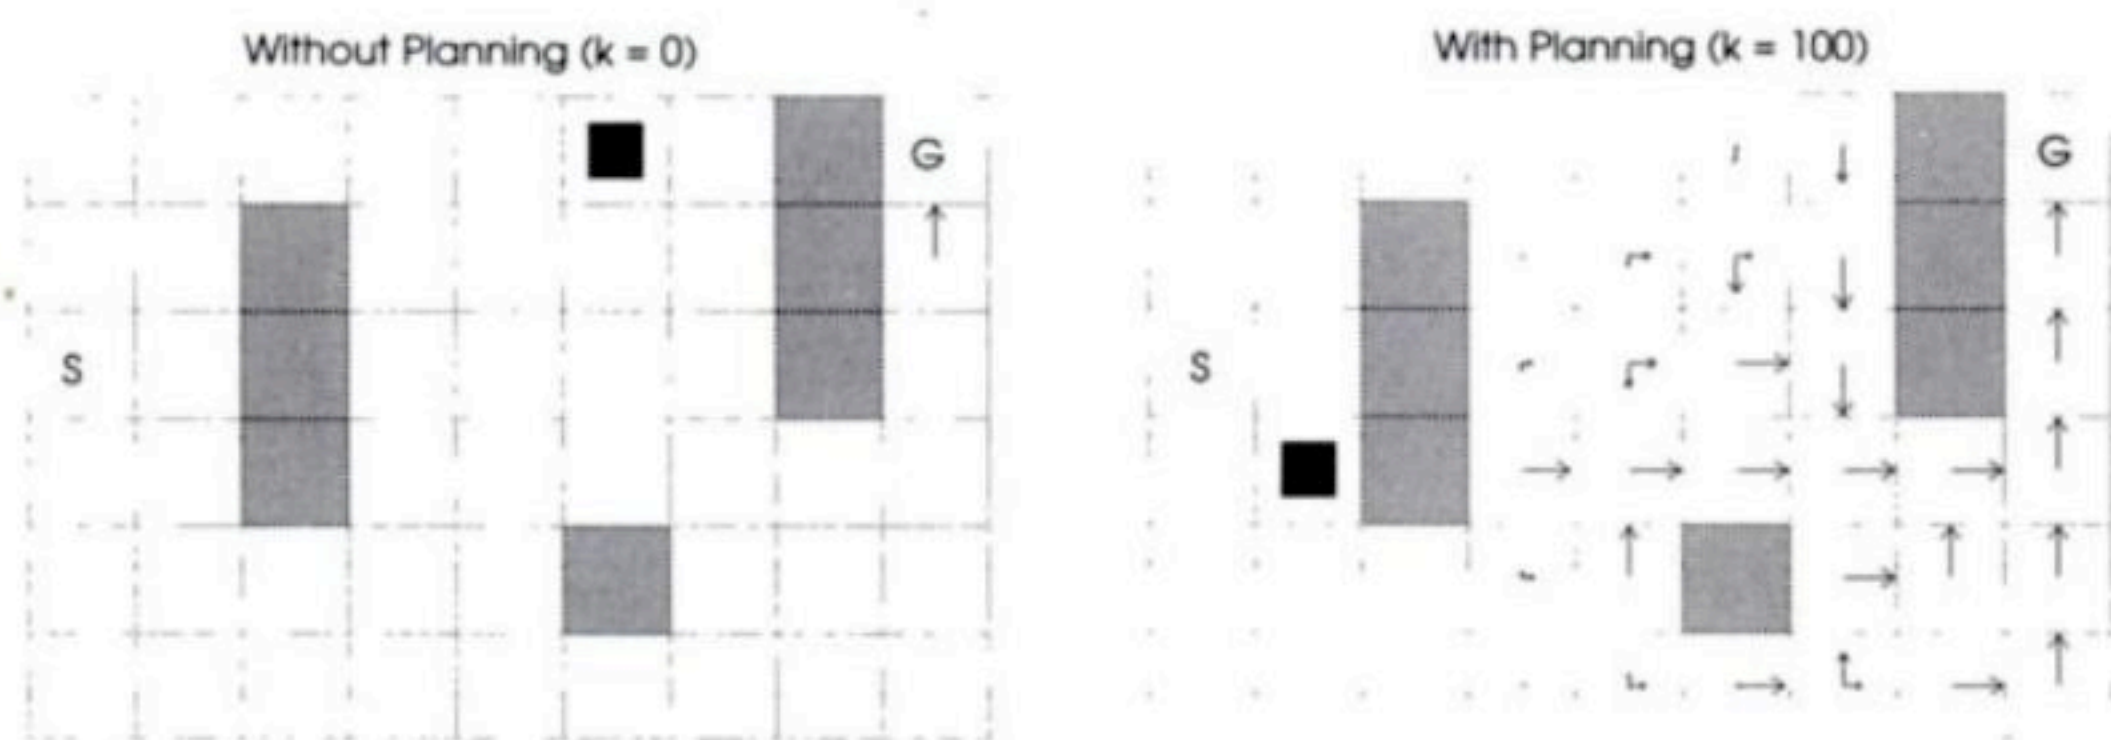 Without Planning (k = 0)
With Planning (k = 100)
G
G
S
S